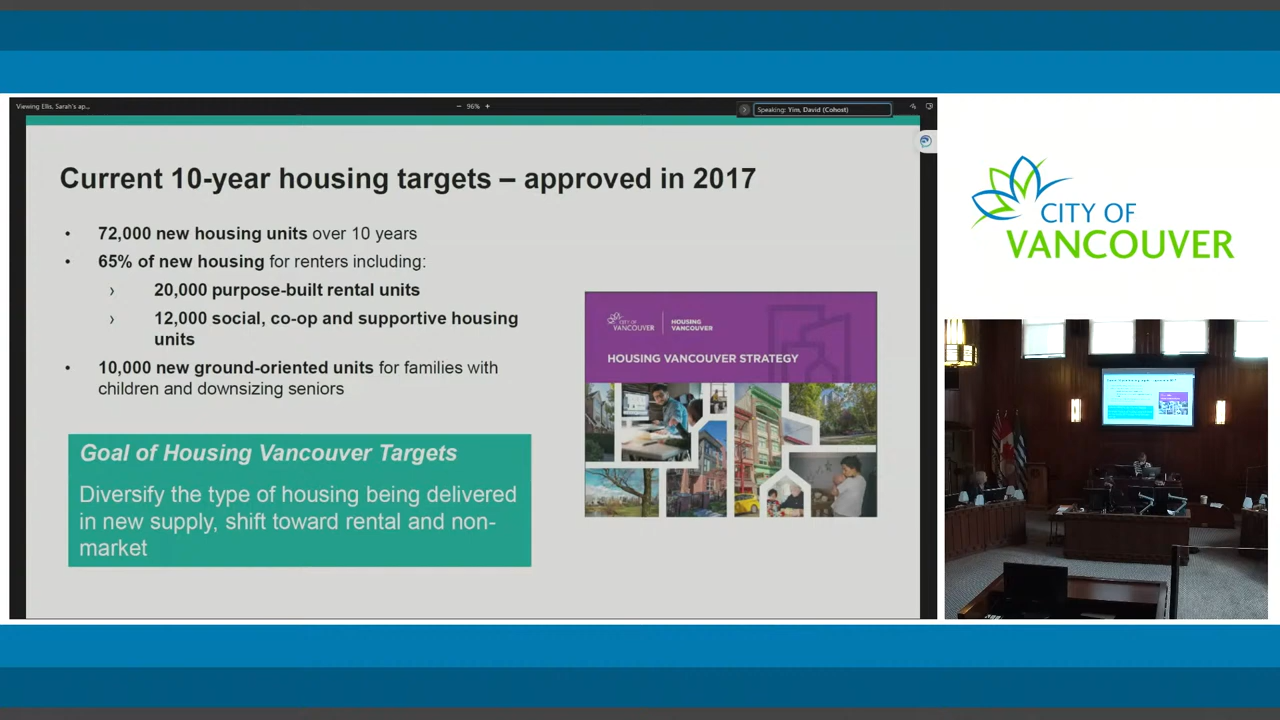 Viewing Ellis, Sarah's ap...
− 96% +
Speaking: Yim, David (Cohost)
Current 10-year housing targets – approved in 2017
• 72,000 new housing units over 10 years
• 65% of new housing for renters including:
› 20,000 purpose-built rental units
› 12,000 social, co-op and supportive housing
units
• 10,000 new ground-oriented units for families with
children and downsizing seniors
Goal of Housing Vancouver Targets
Diversify the type of housing being delivered
in new supply, shift toward rental and non-
market
CITY OF
VANCOUVER
HOUSING
VANCOUVER
HOUSING VANCOUVER STRATEGY
CITY OF
VANCOUVER